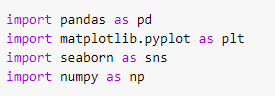 import pandas as pd
import matplotlib.pyplot as plt
import seaborn as sns
import numpy as np